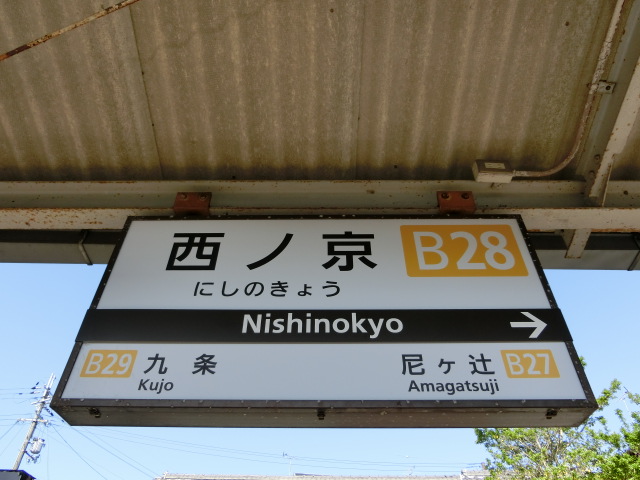 西ノ京 B28
にしのきょう
Nishinokyo →
B29 九条 尼ヶ辻 B27
Kujo Amagatsuji